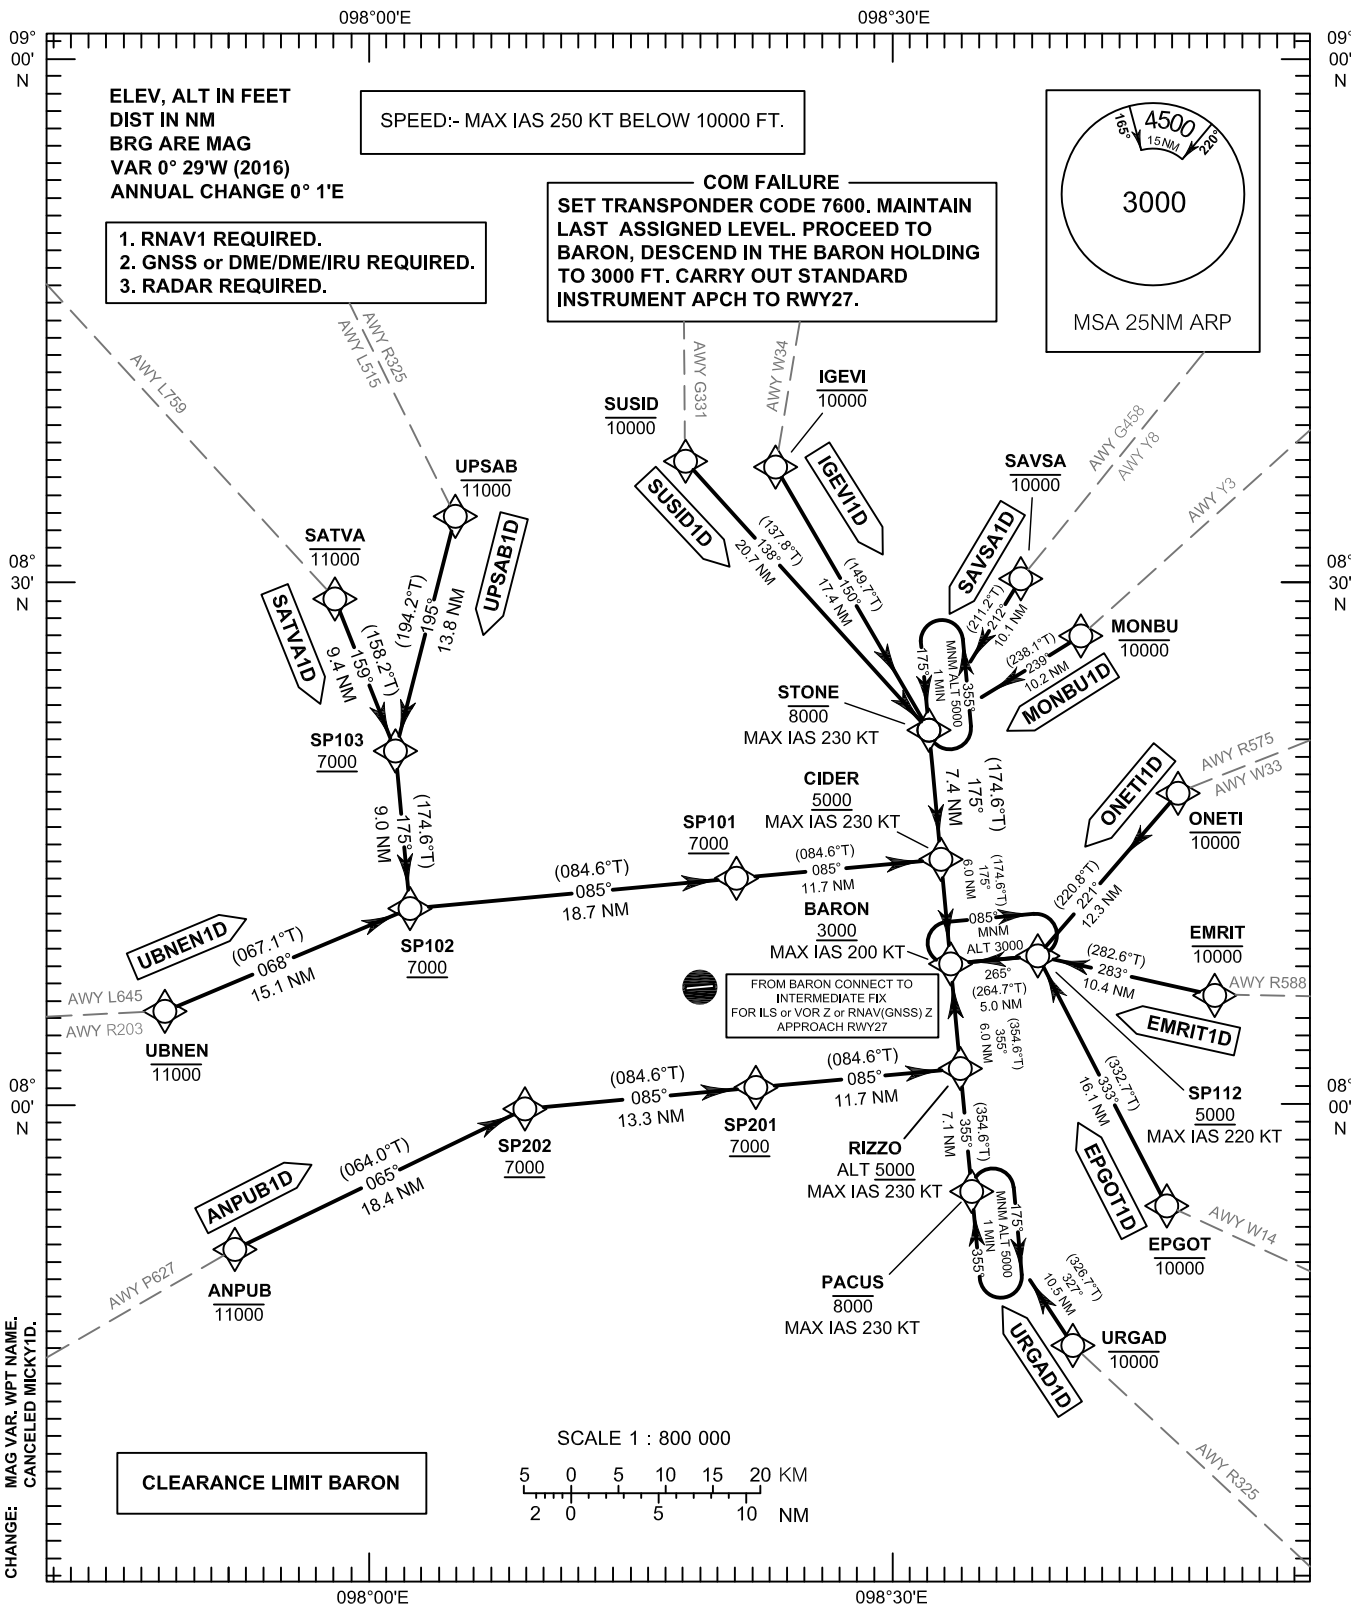 098°00'E
098°30'E
09°
00'
N
09°
00'
N
ELEV, ALT IN FEET
DIST IN NM
BRG ARE MAG
VAR 0° 29'W (2016)
ANNUAL CHANGE 0° 1'E
SPEED:- MAX IAS 250 KT BELOW 10000 FT.
165°
4500
15NM
220°
3000
MSA 25NM ARP
COM FAILURE
SET TRANSPONDER CODE 7600. MAINTAIN
LAST ASSIGNED LEVEL. PROCEED TO
BARON, DESCEND IN THE BARON HOLDING
TO 3000 FT. CARRY OUT STANDARD
INSTRUMENT APCH TO RWY27.
1. RNAV1 REQUIRED.
2. GNSS or DME/DME/IRU REQUIRED.
3. RADAR REQUIRED.
AWY L759
AWY R325
AWY L515
AWY G331
AWY W34
AWY G458
AWY Y8
AWY Y3
SUSID
10000
IGEVI
10000
SAVSA
10000
UPSAB
11000
SATVA
11000
08°
30'
N
08°
30'
N
SATVA1D
UPSAB1D
SUSID1D
IGEVI1D
SAVSA1D
(158.2°T)
159°
9.4 NM
(194.2°T)
195°
13.8 NM
(137.8°T)
138°
20.7 NM
(149.7°T)
150°
17.4 NM
(211.2°T)
212°
10.1 NM
MONBU
10000
(238.1°T)
239°
10.2 NM
MONBU1D
175°
MNM ALT 5000
1 MIN
355°
STONE
8000
MAX IAS 230 KT
SP103
7000
(174.6°T)
175°
9.0 NM
(174.6°T)
175°
7.4 NM
AWY R575
AWY W33
ONETI1D
ONETI
10000
(220.8°T)
221°
12.3 NM
CIDER
5000
MAX IAS 230 KT
SP101
7000
(084.6°T)
085°
11.7 NM
(084.6°T)
085°
18.7 NM
(174.6°T)
175°
6.0 NM
BARON
3000
MAX IAS 200 KT
085°
MNM
ALT 3000
265°
(264.7°T)
5.0 NM
EMRIT
10000
(282.6°T)
283°
10.4 NM
AWY R588
EMRIT1D
SP102
7000
UBNEN1D
(067.1°T)
068°
15.1 NM
AWY L645
AWY R203
UBNEN
11000
FROM BARON CONNECT TO
INTERMEDIATE FIX
FOR ILS or VOR Z or RNAV(GNSS) Z
APPROACH RWY27
(354.6°T)
355°
6.0 NM
08°
00'
N
08°
00'
N
(084.6°T)
085°
13.3 NM
(084.6°T)
085°
11.7 NM
SP202
7000
SP201
7000
RIZZO
ALT 5000
MAX IAS 230 KT
(354.6°T)
355°
7.1 NM
(332.7°T)
333°
16.1 NM
SP112
5000
MAX IAS 220 KT
EPGOT1D
EPGOT
10000
AWY W14
ANPUB1D
(064.0°T)
065°
18.4 NM
AWY P627
ANPUB
11000
PACUS
8000
MAX IAS 230 KT
175°
MNM ALT 5000
1 MIN
355°
(326.7°T)
327°
10.5 NM
URGAD1D
URGAD
10000
AWY R325
SCALE 1 : 800 000
5 0 5 10 15 20 KM
2 0 5 10 NM
CLEARANCE LIMIT BARON
CHANGE: MAG VAR. WPT NAME.
CANCELED MICKY1D.
098°00'E
098°30'E